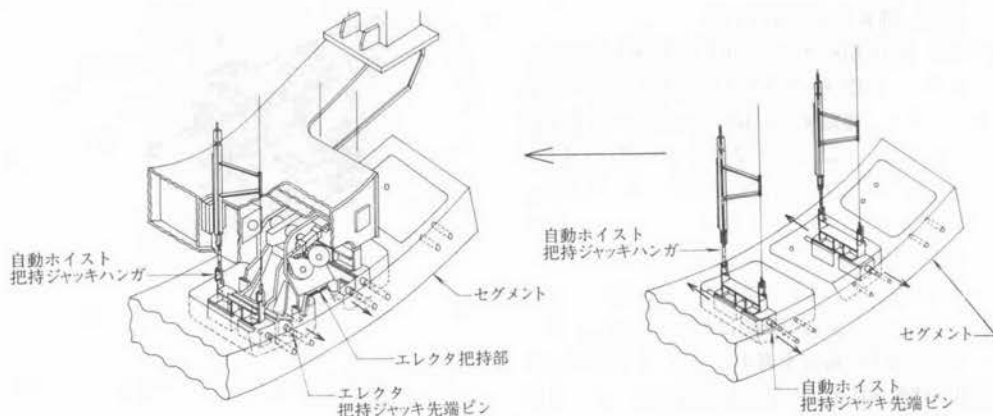 自動ホイスト
把持ジャッキハンガ
セグメント
エレクタ把持部
エレクタ
把持ジャッキ先端ピン
自動ホイスト
把持ジャッキハンガ
セグメント
自動ホイスト
把持ジャッキ先端ピン